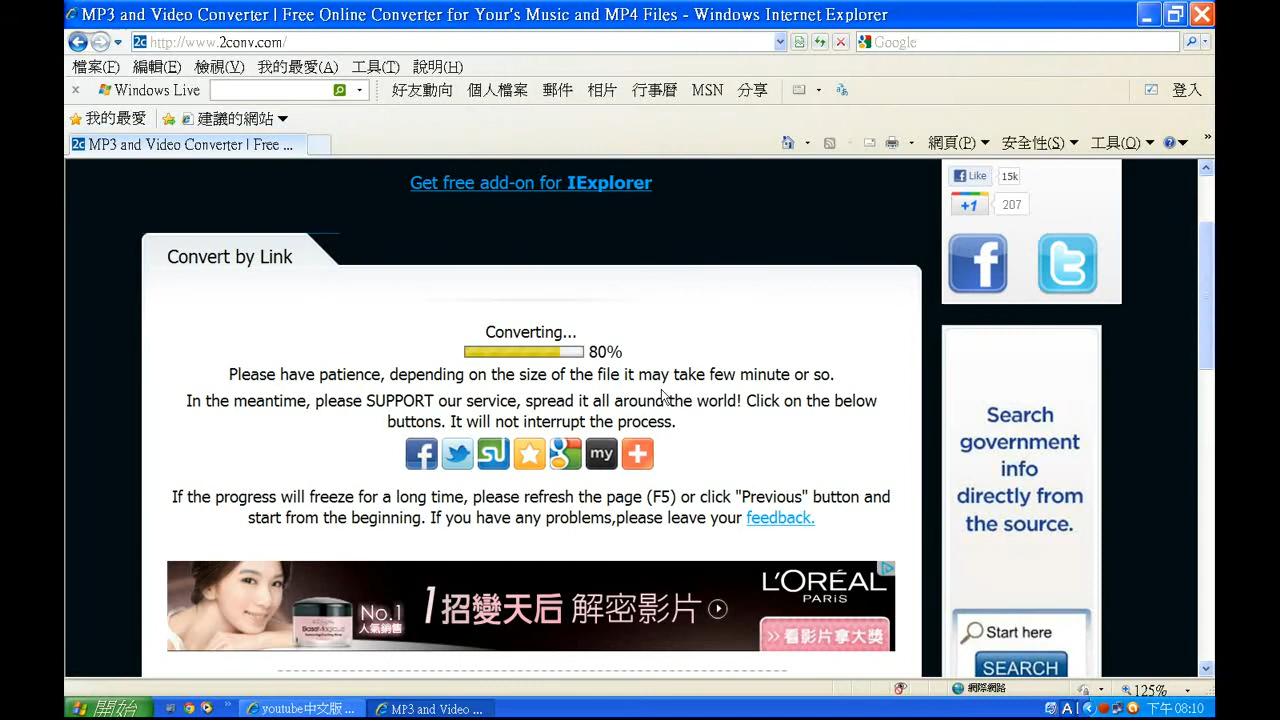 MP3 and Video Converter | Free Online Converter for Your's Music and MP4 Files - Windows Internet Explorer
http://www.2conv.com/
Google
檔案(F) 編輯(E) 檢視(V) 我的最愛(A) 工具(T) 說明(H)
x Windows Live 好友動向 個人檔案 郵件 相片 行事曆 MSN 分享 登入
我的最愛 建議的網站
2c MP3 and Video Converter | Free ... 網頁(P) 安全性(S) 工具(O) »
Get free add-on for IExplorer
Like 15k
+1 207
Convert by Link
Converting...
80%
Please have patience, depending on the size of the file it may take few minute or so.
In the meantime, please SUPPORT our service, spread it all around the world! Click on the below
buttons. It will not interrupt the process.
my
If the progress will freeze for a long time, please refresh the page (F5) or click "Previous" button and
start from the beginning. If you have any problems,please leave your feedback.
Search
government
info
directly from
the source.
Start here
SEARCH
No.1
人氣銷售
1招變天后 解密影片
L'ORÉAL
PARiS
>> 看影片拿大獎
網際網路 125%
開始 youtube中文版... MP3 and Video ... A 下午 08:10